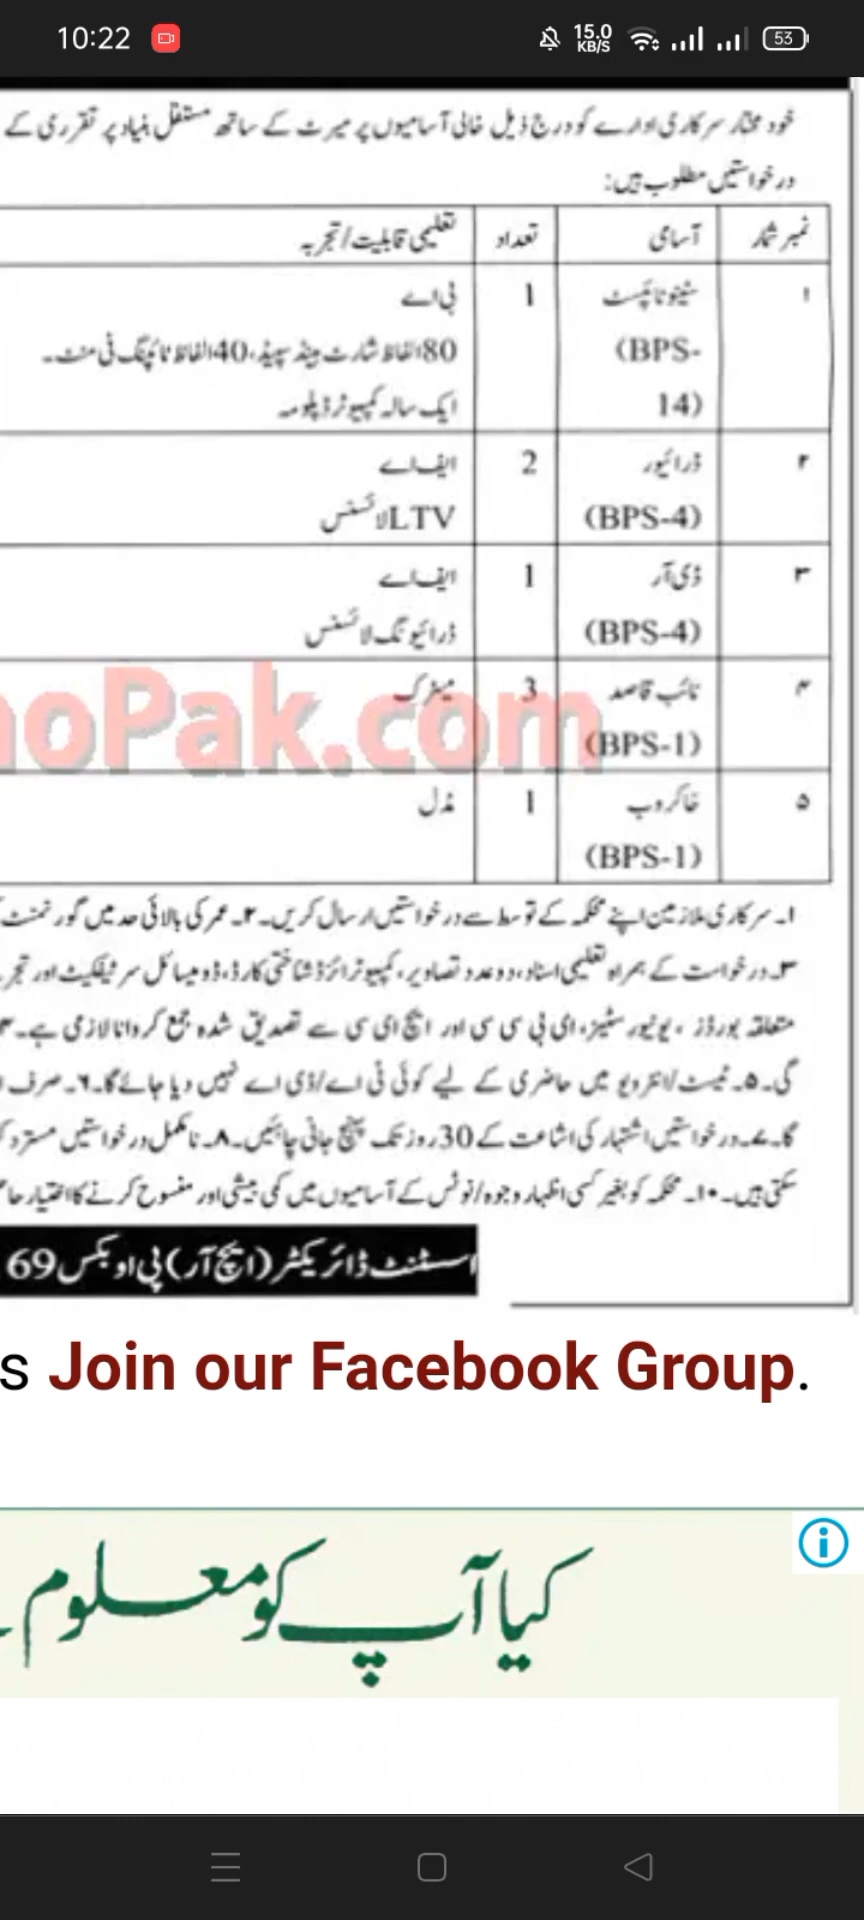 10:22
15.0 KB/S
53
خود مختار سرکاری ادارے کو درج ذیل خالی آسامیوں پر میرٹ کے ساتھ مستقل بنیاد پر تقرری کے
درخواستیں مطلوب ہیں:
نمبر شمار آسامی تعداد تعلیمی قابلیت/تجربہ
۱ سٹینو ٹائپسٹ 1 بی اے
(BPS- 80 الفاظ شارٹ ہینڈ سپیڈ، 40 الفاظ ٹائپنگ فی منٹ۔
14) ایک سالہ کمپیوٹر ڈپلومہ
۲ ڈرائیور 2 ایف اے
(BPS-4) LTV لائسنس
۳ ڈی آر 1 ایف اے
(BPS-4) ڈرائیونگ لائسنس
۴ نائب قاصد 3 میٹرک
(BPS-1)
noPak.com
۵ خاکروب 1 مڈل
(BPS-1)
۱۔ سرکاری ملازمین اپنے محکمہ کے توسط سے درخواستیں ارسال کریں۔ ۲۔ عمر کی بالائی حد میں گورنمنٹ
۳۔ درخواست کے ہمراہ تعلیمی اسناد، دو عدد تصاویر، کمپیوٹرائزڈ شناختی کارڈ، ڈومیسائل سرٹیفکیٹ اور
متعلقہ بورڈز، یونیورسٹیز، ای بی سی سی اور ایچ ای سی سے تصدیق شدہ جمع کروانا لازمی ہے۔
گی۔ ۵۔ ٹیسٹ/انٹرویو میں حاضری کے لیے کوئی ٹی اے/ڈی اے نہیں دیا جائے گا۔ ۶۔ صرف
گا۔ ۷۔ درخواستیں اشتہار کی اشاعت کے 30 روز تک پہنچ جانی چاہئیں۔ ۸۔ نامکمل درخواستیں مسترد
سکتی ہیں۔ ۱۰۔ محکمہ کو بغیر کسی اظہار وجوہ/نوٹس کے آسامیوں میں کمی بیشی اور منسوخ کرنے کا اختیار
اسسٹنٹ ڈائریکٹر (ایچ آر) پی او بکس 69
s Join our Facebook Group.
کیا آپ کو معلوم